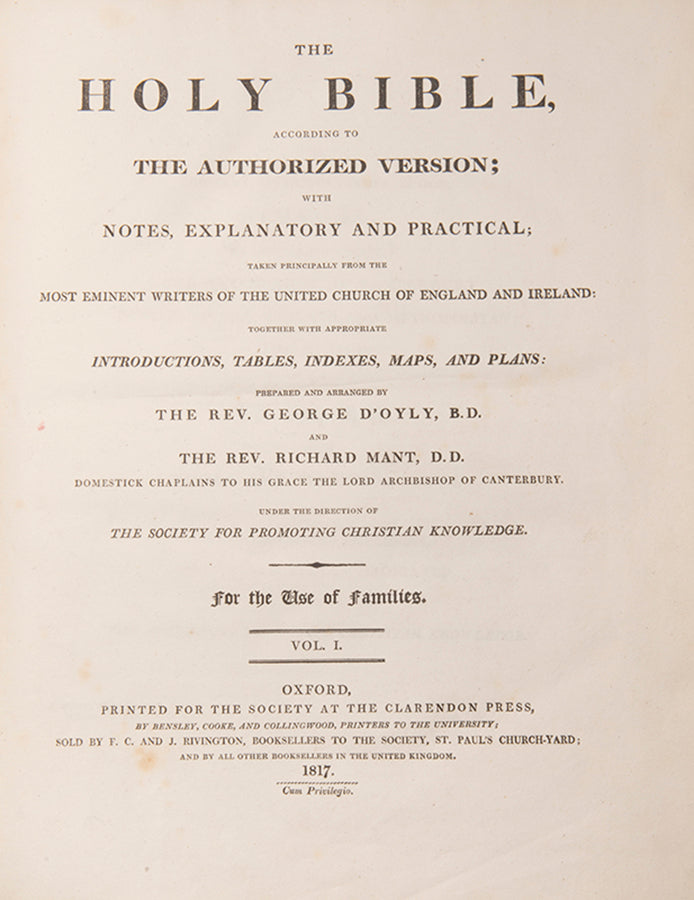 THE
HOLY BIBLE,
ACCORDING TO
THE AUTHORIZED VERSION;
WITH
NOTES, EXPLANATORY AND PRACTICAL;
TAKEN PRINCIPALLY FROM THE
MOST EMINENT WRITERS OF THE UNITED CHURCH OF ENGLAND AND IRELAND:
TOGETHER WITH APPROPRIATE
INTRODUCTIONS, TABLES, INDEXES, MAPS, AND PLANS:
PREPARED AND ARRANGED BY
THE REV. GEORGE D'OYLY, B.D.
AND
THE REV. RICHARD MANT, D.D.
DOMESTICK CHAPLAINS TO HIS GRACE THE LORD ARCHBISHOP OF CANTERBURY.
UNDER THE DIRECTION OF
THE SOCIETY FOR PROMOTING CHRISTIAN KNOWLEDGE.
For the Use of Families.
VOL. I.
OXFORD,
PRINTED FOR THE SOCIETY AT THE CLARENDON PRESS,
BY BENSLEY, COOKE, AND COLLINGWOOD, PRINTERS TO THE UNIVERSITY;
SOLD BY F. C. AND J. RIVINGTON, BOOKSELLERS TO THE SOCIETY, ST. PAUL'S CHURCH-YARD;
AND BY ALL OTHER BOOKSELLERS IN THE UNITED KINGDOM.
1817.
Cum Privilegio.